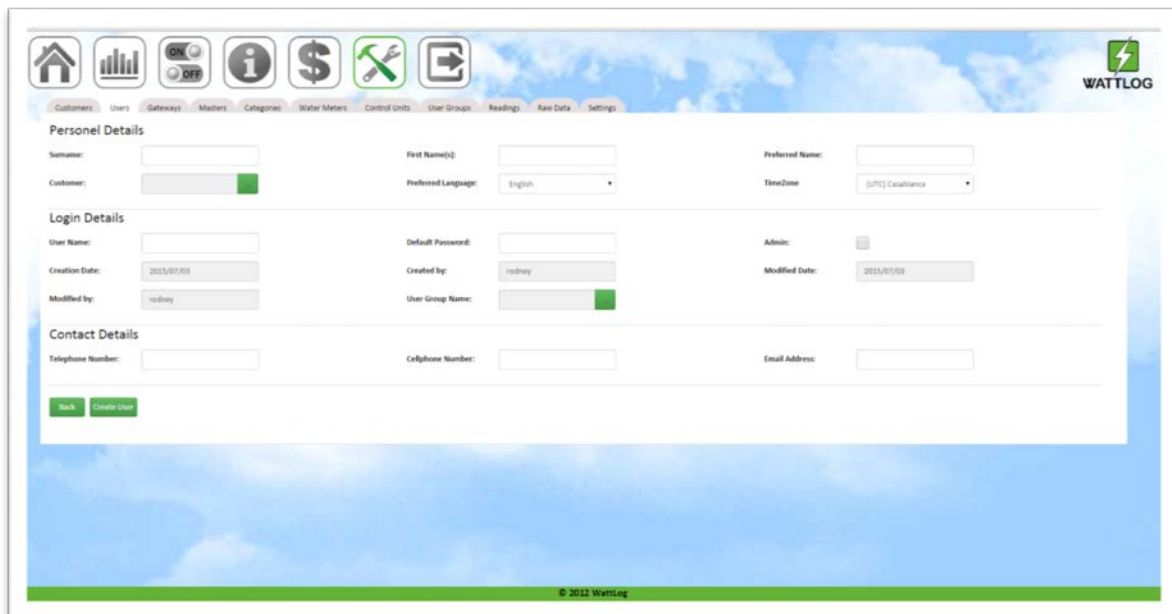 ON
OFF
WATTLOG
Customers Users Gateways Masters Categories Water Meters Control Units User Groups Readings Raw Data Settings
Personel Details
Surname: First Name(s): Preferred Name:
Customer: Preferred Language: English TimeZone (UTC) Casablanca
Login Details
User Name: Default Password: Admin:
Creation Date: 2015/07/03 Created by: rodney Modified Date: 2015/07/03
Modified by: rodney User Group Name:
Contact Details
Telephone Number: Cellphone Number: Email Address:
Back Create User
© 2012 WattLog